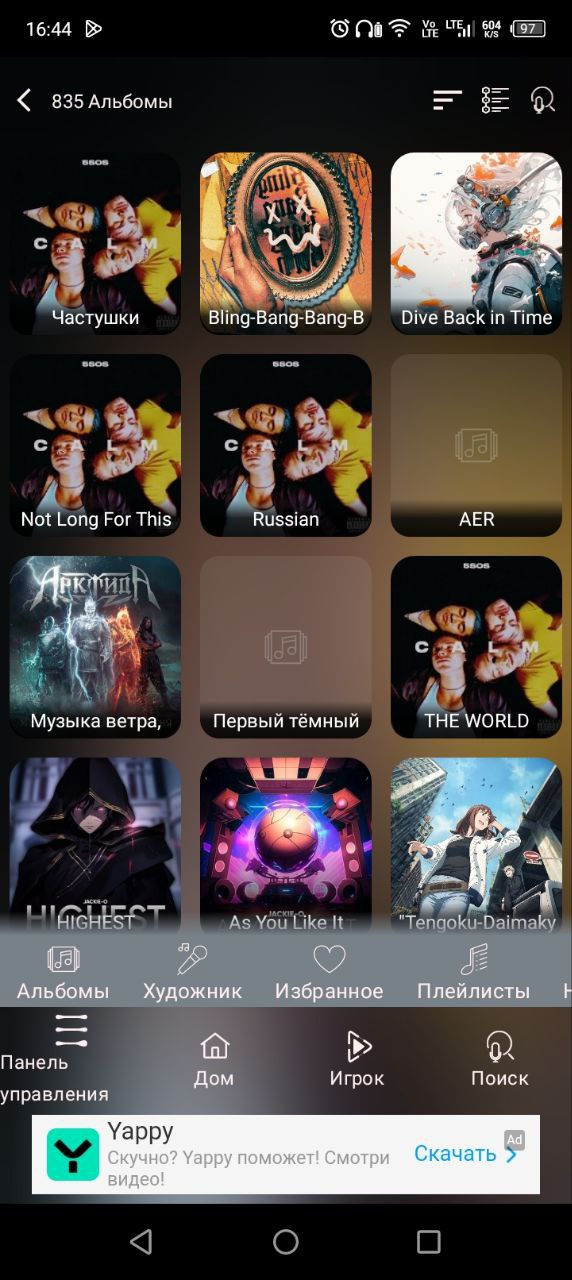 16:44
Vo LTE
LTE
604 K/S
97
835 Альбомы
5SOS
C A L M
Частушки
Bling-Bang-Bang-B
Dive Back in Time
5SOS
C A L M
Not Long For This
5SOS
C A L M
Russian
AER
АРКТИДА
Музыка ветра,
Первый тёмный
5SOS
C A L M
THE WORLD
JACKIE-O
HIGHEST
HIGHEST
JACKIE-O
As You Like It
"Tengoku-Daimaky
Альбомы
Художник
Избранное
Плейлисты
Н
Панель
управления
Дом
Игрок
Поиск
Yappy
Скучно? Yappy поможет! Смотри
видео!
Скачать
Ad